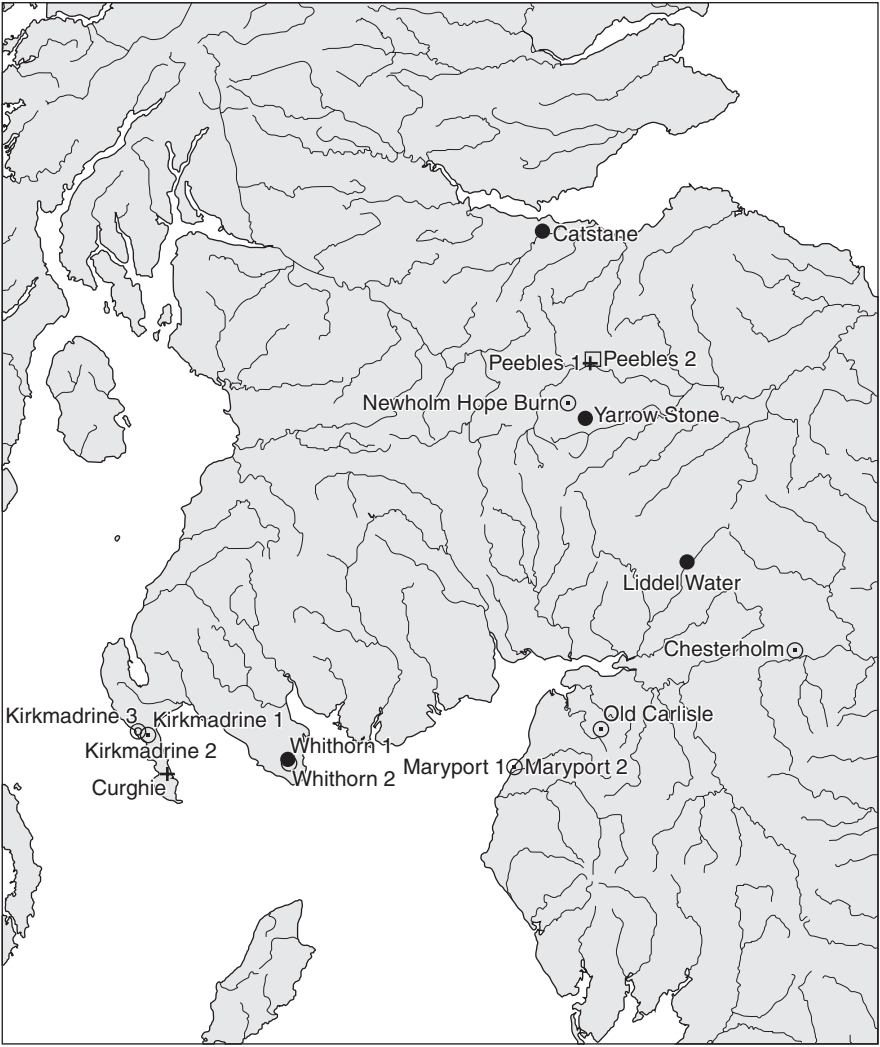 Catstane
Peebles 1
Peebles 2
Newholm Hope Burn
Yarrow Stone
Liddel Water
Chesterholm
Kirkmadrine 3
Kirkmadrine 1
Old Carlisle
Kirkmadrine 2
Whithorn 1
Maryport 1
Maryport 2
Whithorn 2
Curghie